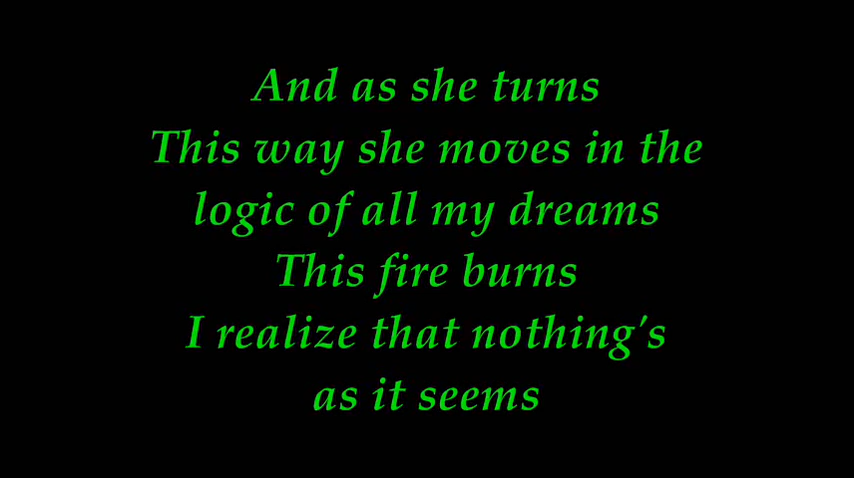 And as she turns
This way she moves in the
logic of all my dreams
This fire burns
I realize that nothing's
as it seems